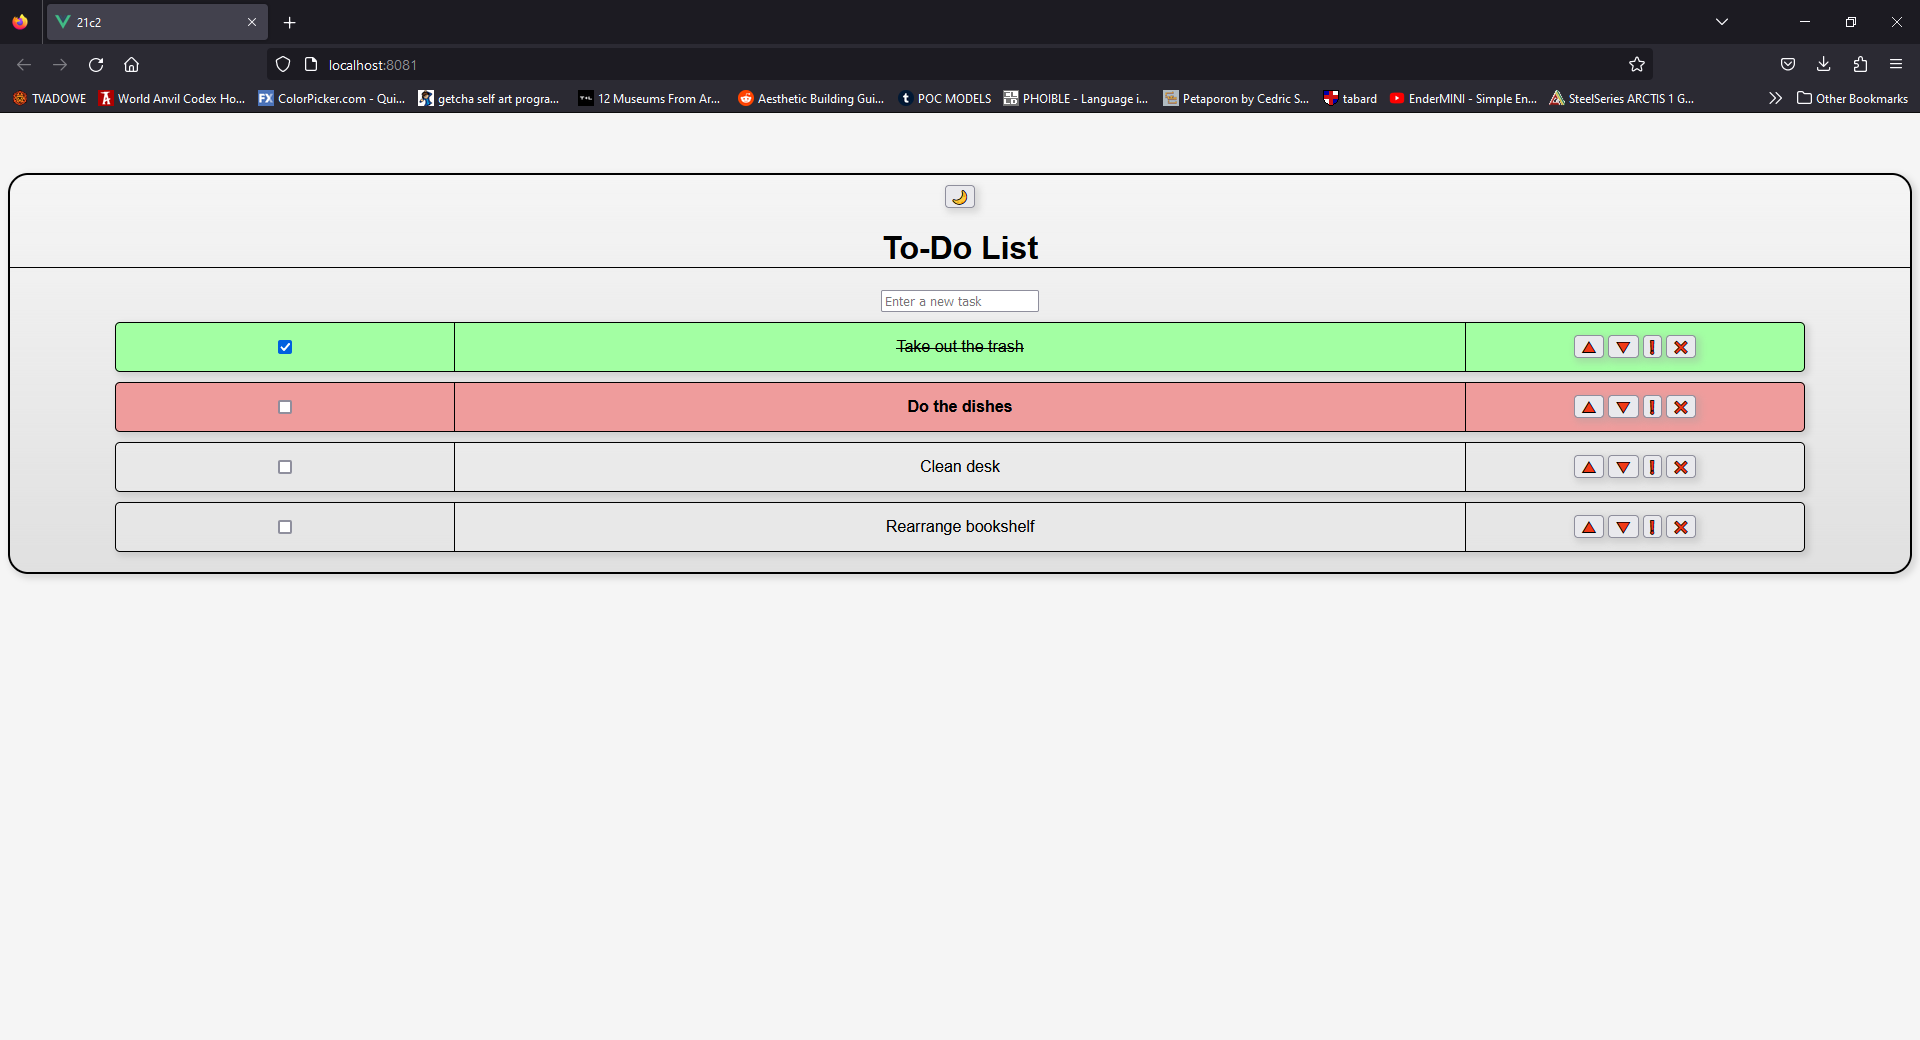 21c2
localhost:8081
TVADOWE
World Anvil Codex Ho...
ColorPicker.com - Qui...
getcha self art progra...
12 Museums From Ar...
Aesthetic Building Gui...
POC MODELS
PHOIBLE - Language i...
Petaporon by Cedric S...
tabard
EnderMINI - Simple En...
SteelSeries ARCTIS 1 G...
Other Bookmarks
To-Do List
Enter a new task
Take out the trash
Do the dishes
Clean desk
Rearrange bookshelf